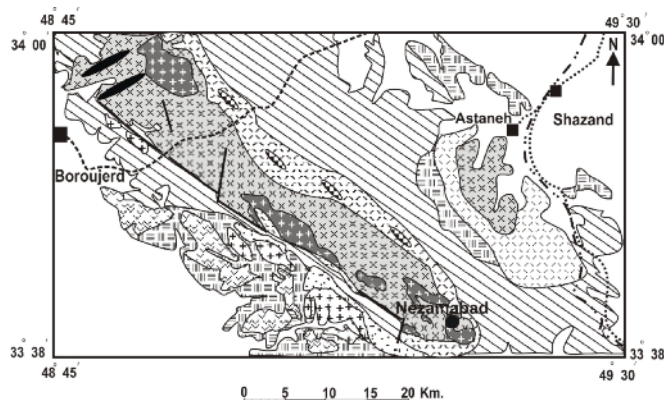 48° 45'
49° 30'
34 00
34 00
N
Astaneh
Shazand
Boroujerd
Nezamabad
33 38
33 38
48 45
49 30
0 5 10 15 20 Km.